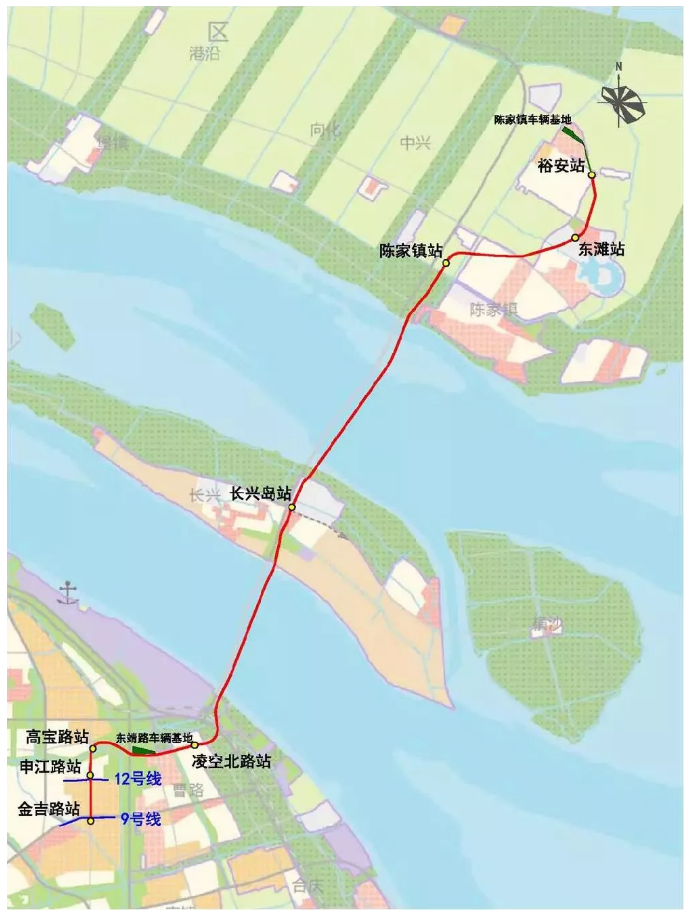 区
港沿
N
陈家镇车辆基地
向化
中兴
堡镇
裕安站
陈家镇站
东滩站
陈家镇
长兴
长兴岛站
横沙
高宝路站
东靖路车辆基地
凌空北路站
申江路站
12号线
曹路
金吉路站
9号线
合庆